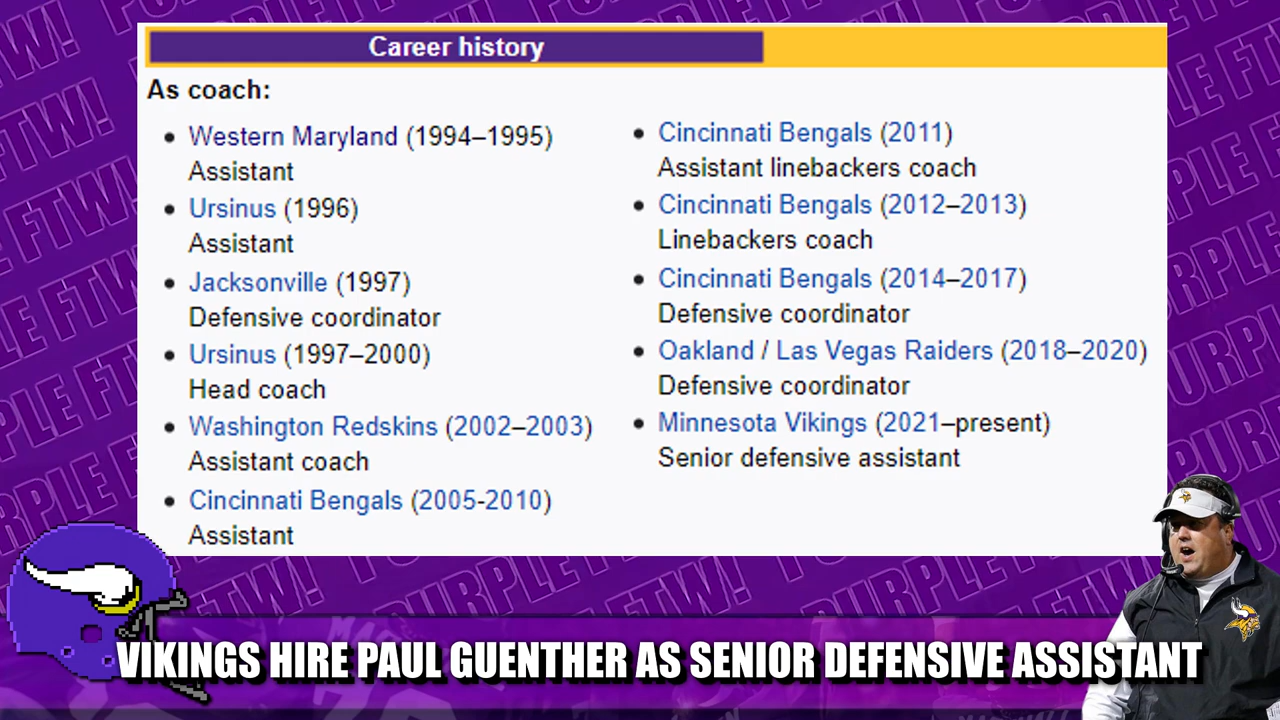 Career history
As coach:
• Western Maryland (1994–1995)
Assistant
• Ursinus (1996)
Assistant
• Jacksonville (1997)
Defensive coordinator
• Ursinus (1997–2000)
Head coach
• Washington Redskins (2002–2003)
Assistant coach
• Cincinnati Bengals (2005-2010)
Assistant
• Cincinnati Bengals (2011)
Assistant linebackers coach
• Cincinnati Bengals (2012–2013)
Linebackers coach
• Cincinnati Bengals (2014–2017)
Defensive coordinator
• Oakland / Las Vegas Raiders (2018–2020)
Defensive coordinator
• Minnesota Vikings (2021–present)
Senior defensive assistant
VIKINGS HIRE PAUL GUENTHER AS SENIOR DEFENSIVE ASSISTANT
PURPLE FTW!